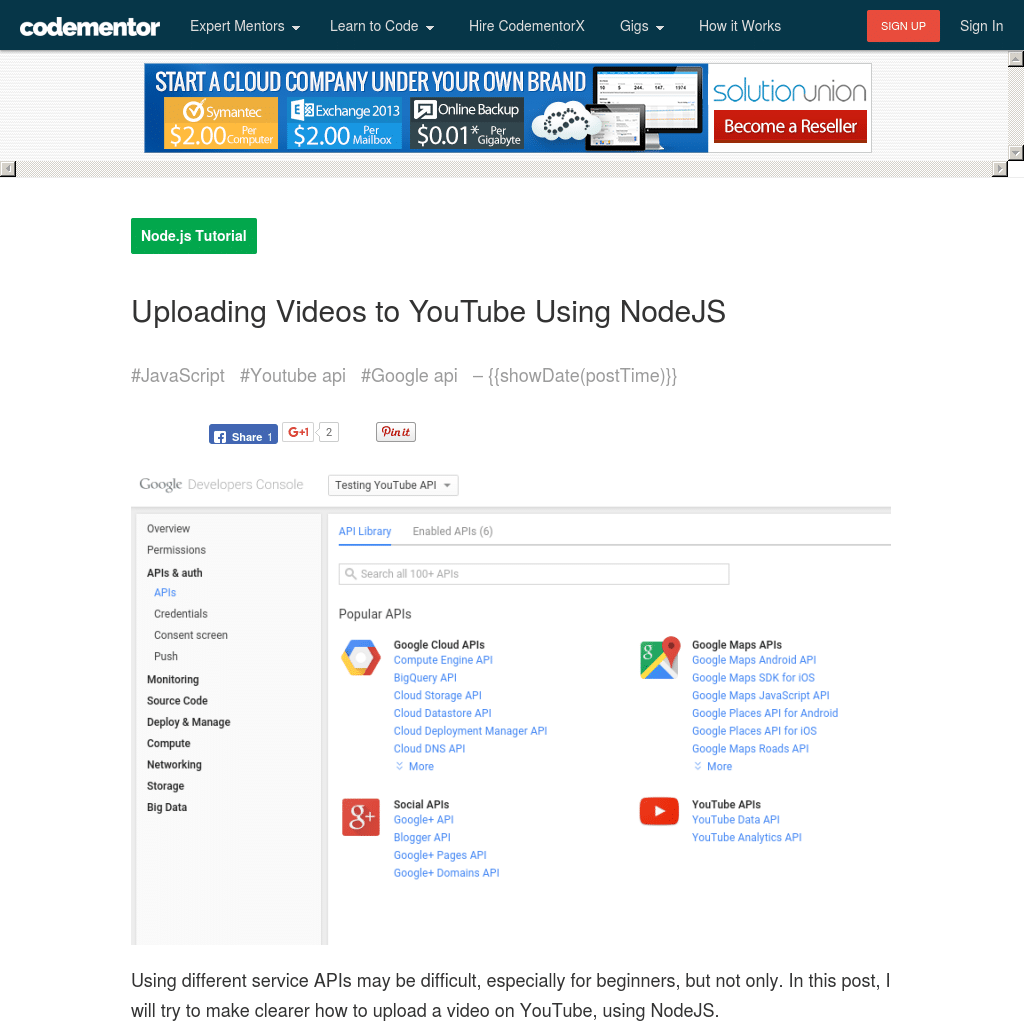 codementor Expert Mentors Learn to Code Hire CodementorX Gigs How it Works SIGN UP Sign In
START A CLOUD COMPANY UNDER YOUR OWN BRAND
Symantec
$2.00 Per Computer
Exchange 2013
$2.00 Per Mailbox
Online Backup
$0.01* Per Gigabyte
solutionunion
Become a Reseller
Node.js Tutorial
Uploading Videos to YouTube Using NodeJS
#JavaScript #Youtube api #Google api – {{showDate(postTime)}}
Share 1 G+1 2 Pin it
Google Developers Console Testing YouTube API
Overview
Permissions
APIs & auth
APIs
Credentials
Consent screen
Push
Monitoring
Source Code
Deploy & Manage
Compute
Networking
Storage
Big Data
API Library Enabled APIs (6)
Search all 100+ APIs
Popular APIs
Google Cloud APIs
Compute Engine API
BigQuery API
Cloud Storage API
Cloud Datastore API
Cloud Deployment Manager API
Cloud DNS API
More
Google Maps APIs
Google Maps Android API
Google Maps SDK for iOS
Google Maps JavaScript API
Google Places API for Android
Google Places API for iOS
Google Maps Roads API
More
Social APIs
Google+ API
Blogger API
Google+ Pages API
Google+ Domains API
YouTube APIs
YouTube Data API
YouTube Analytics API
Using different service APIs may be difficult, especially for beginners, but not only. In this post, I
will try to make clearer how to upload a video on YouTube, using NodeJS.